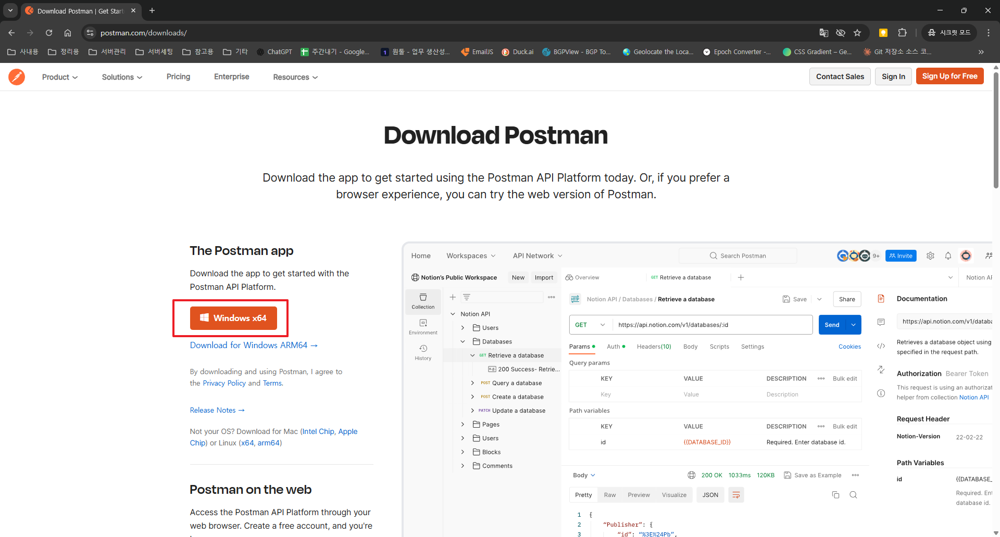 Download Postman | Get Start
postman.com/downloads/
시크릿 모드
사내용
정리용
서버관리
서버세팅
참고용
기타
ChatGPT
주간내기 - Google...
원툴 - 업무 생산성...
EmailJS
Duck.ai
BGPView - BGP To...
Geolocate the Loca...
Epoch Converter -...
CSS Gradient – Ge...
Git 저장소 소스 코...
Product
Solutions
Pricing
Enterprise
Resources
Contact Sales
Sign In
Sign Up for Free
Download Postman
Download the app to get started using the Postman API Platform today. Or, if you prefer a
browser experience, you can try the web version of Postman.
The Postman app
Download the app to get started with the
Postman API Platform.
Windows x64
Download for Windows ARM64 →
By downloading and using Postman, I agree to
the Privacy Policy and Terms.
Release Notes →
Not your OS? Download for Mac (Intel Chip, Apple
Chip) or Linux (x64, arm64)
Postman on the web
Access the Postman API Platform through your
web browser. Create a free account, and you're
Home
Workspaces
API Network
Search Postman
9+
Invite
Notion's Public Workspace
New
Import
Overview
GET Retrieve a database
Notion AP
Collection
Environment
History
Notion API
Users
Databases
GET Retrieve a database
e.g. 200 Success- Retrie...
POST Query a database
POST Create a database
PATCH Update a database
Pages
Users
Blocks
Comments
HTTP
Notion API / Databases / Retrieve a database
Save
Share
GET
https://api.notion.com/v1/databases/:id
Send
Params
Auth
Headers(10)
Body
Scripts
Settings
Cookies
Query params
KEY
VALUE
DESCRIPTION
Bulk edit
Key
Value
Description
Path variables
KEY
VALUE
DESCRIPTION
Bulk edit
id
{{DATABASE_ID}}
Required. Enter database id.
Body
200 OK
1033ms
120KB
Save as Example
Pretty
Raw
Preview
Visualize
JSON
1 {
2 “Publisher”: {
3 “id”: “%3E%24Pb”,
Documentation
https://api.notion.com/v1/databa
Retrieves a database object using
specified in the request path.
Authorization Bearer Token
This request is using an authorizat
helper from collection Notion API
Request Header
Notion-Version
22-02-22
Path Variables
id
{{DATABASE_
Required. En
database id.